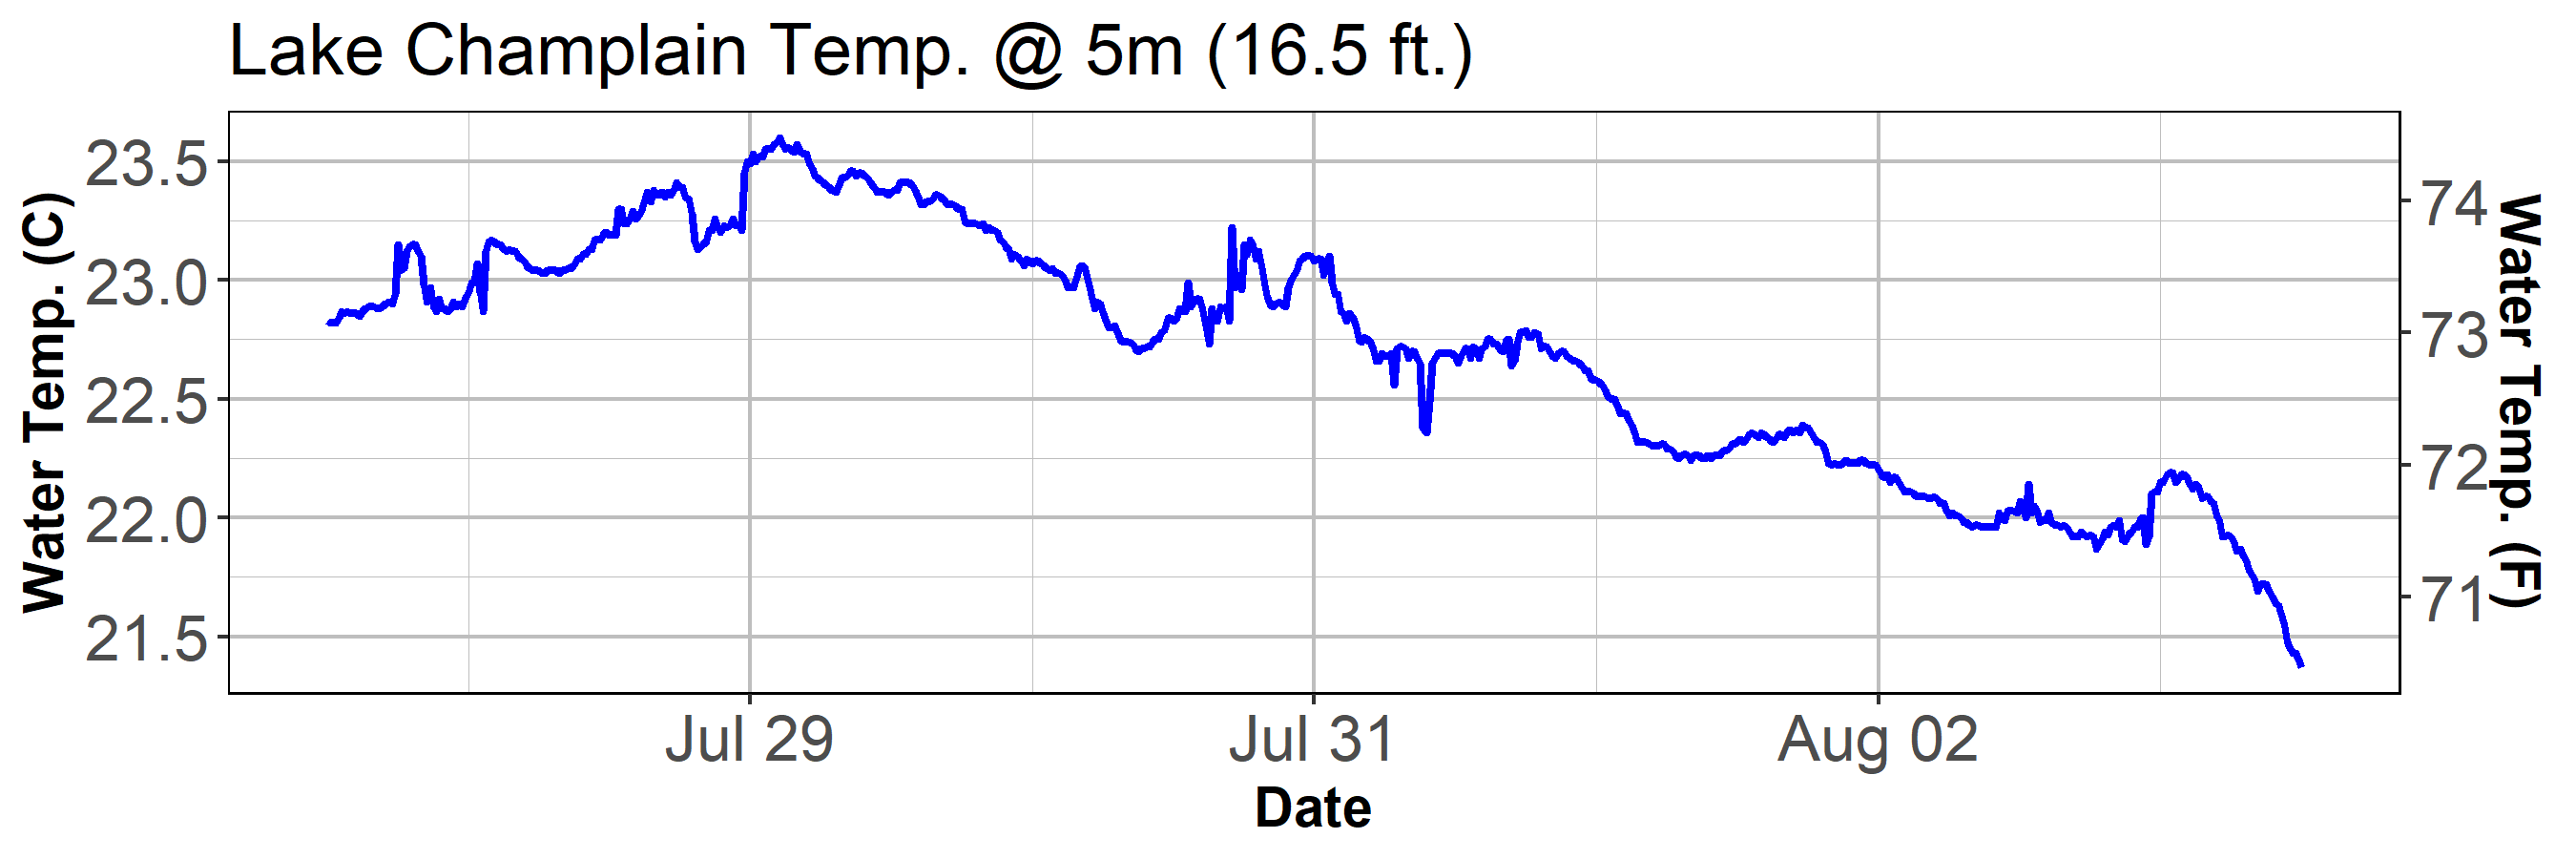 Lake Champlain Temp. @ 5m (16.5 ft.)
Water Temp. (C)
23.5
23.0
22.5
22.0
21.5
74
73
72
71
Water Temp. (F)
Jul 29 Jul 31 Aug 02
Date